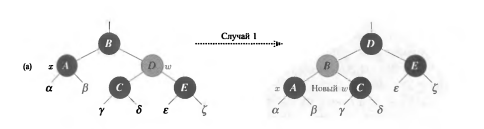 Случай 1
B D
(а) x A D w B E
C E x A Новый w C ε ζ
α β γ δ ε ζ α β γ δ